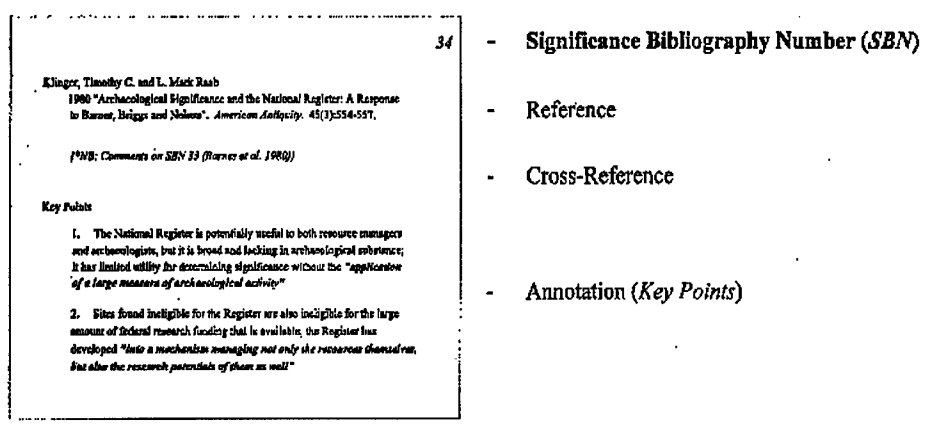 34
- Significance Bibliography Number (SBN)
Klinger, Timothy C. and L. Mark Raab
1980 "Archaeological Significance and the National Register: A Response
to Barnes, Briggs and Neilsen". American Antiquity. 45(3):554-557.
- Reference
[*NB: Comments on SBN 33 (Barnes et al. 1980)]
- Cross-Reference
Key Points
1. The National Register is potentially useful to both resource managers
and archaeologists, but it is broad and lacking in archaeological substance;
it has limited utility for determining significance without the "application
of a large measure of archaeological activity"
- Annotation (Key Points)
2. Sites found ineligible for the Register are also ineligible for the large
amount of federal research funding that is available, the Register has
developed "into a mechanism managing not only the resources themselves,
but also the research potentials of them as well"